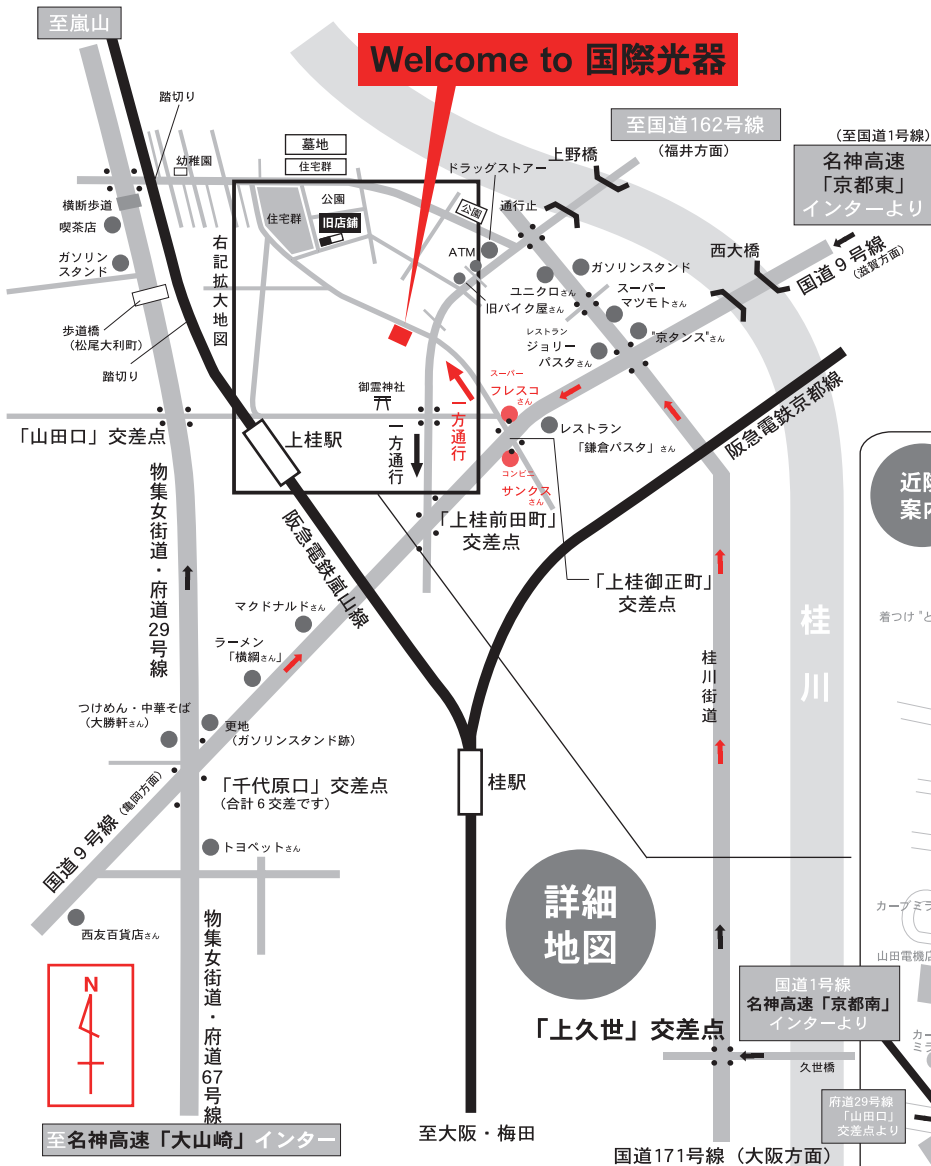 至嵐山
Welcome to 国際光器
踏切り
幼稚園
墓地
住宅群
至国道162号線
(福井方面)
(至国道1号線)
名神高速
「京都東」
インターより
上野橋
ドラッグストアー
横断歩道
喫茶店
住宅群
公園
旧店舗
公園
通行止
ATM
右記拡大地図
ガソリン
スタンド
西大橋
国道9号線
(滋賀方面)
ガソリンスタンド
ユニクロさん
旧バイク屋さん
スーパー
マツモトさん
"京タンス"さん
レストラン
ジョリー
パスタさん
歩道橋
(松尾大利町)
踏切り
スーパー
フレスコ
さん
御霊神社
一方通行
一方通行
レストラン
「鎌倉パスタ」さん
阪急電鉄京都線
「山田口」交差点
上桂駅
コンビニ
サンクス
さん
近隣
案内
物集女街道・府道29号線
阪急電鉄嵐山線
「上桂前田町」
交差点
「上桂御正町」
交差点
マクドナルドさん
ラーメン
「横綱さん」
着つけ "と
桂川
桂川街道
つけめん・中華そば
(大勝軒さん)
更地
(ガソリンスタンド跡)
「千代原口」交差点
(合計6交差です)
桂駅
国道9号線(亀岡方面)
トヨペットさん
詳細
地図
西友百貨店さん
カーブミラ
山田電機店
物集女街道・府道67号線
N
国道1号線
名神高速「京都南」
インターより
「上久世」交差点
カー
ミラ
久世橋
府道29号線
「山田口」
交差点より
至名神高速「大山崎」インター
至大阪・梅田
国道171号線(大阪方面)